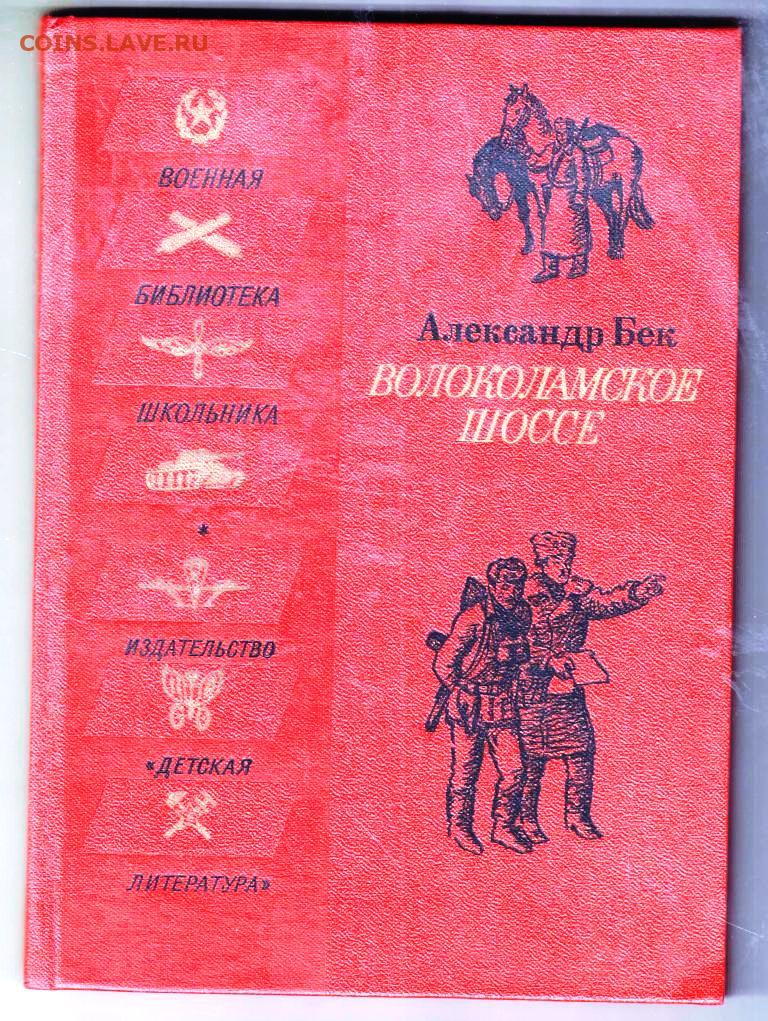 COINS.LAVE.RU
ВОЕННАЯ
БИБЛИОТЕКА
ШКОЛЬНИКА
*
ИЗДАТЕЛЬСТВО
«ДЕТСКАЯ
ЛИТЕРАТУРА»
Александр Бек
ВОЛОКОЛАМСКОЕ
ШОССЕ